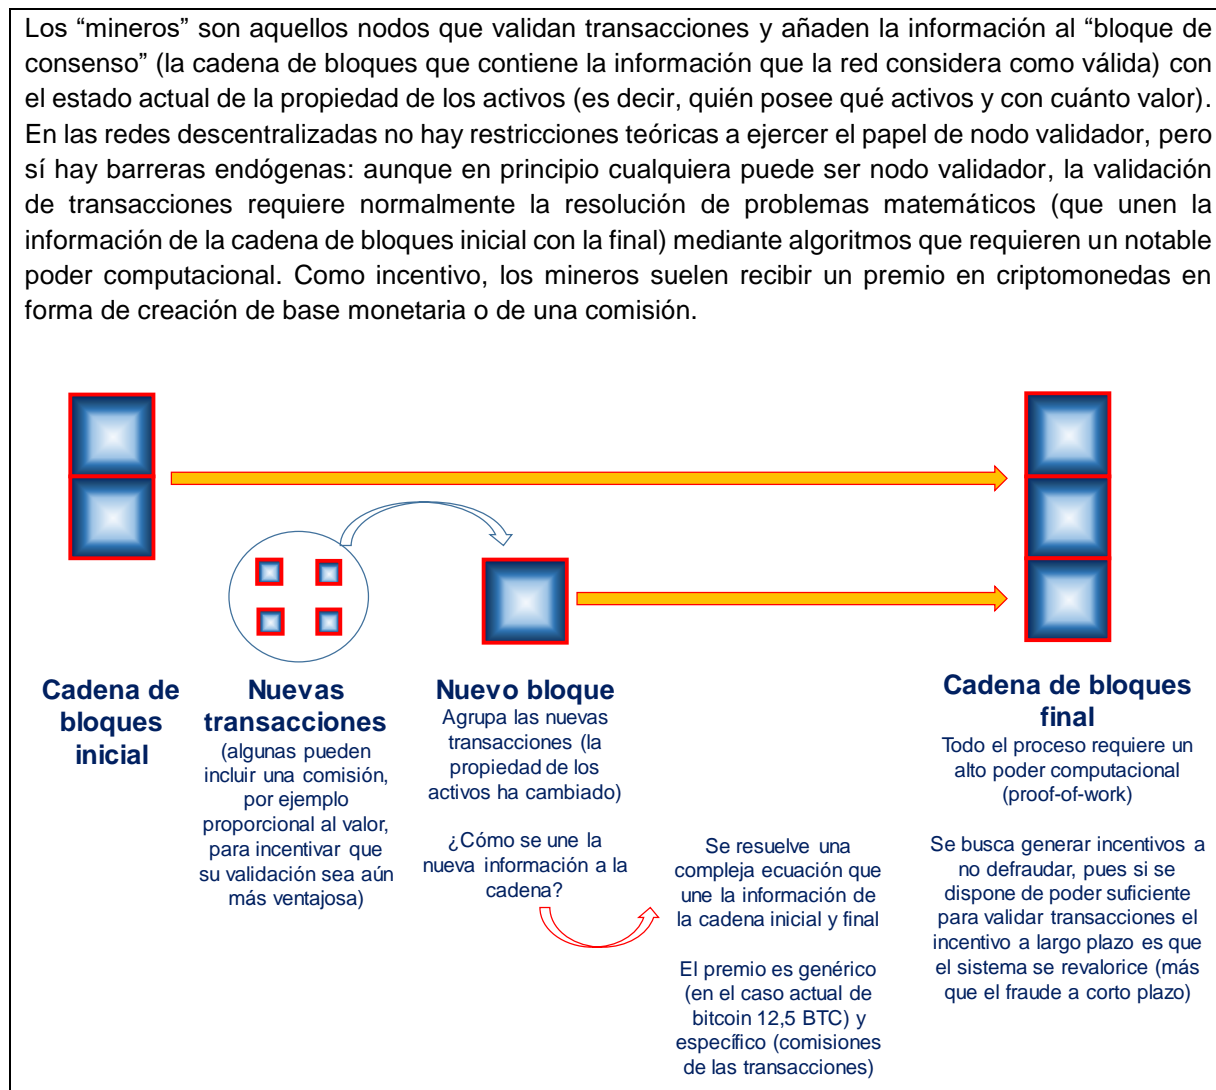 Los “mineros” son aquellos nodos que validan transacciones y añaden la información al “bloque de
consenso” (la cadena de bloques que contiene la información que la red considera como válida) con
el estado actual de la propiedad de los activos (es decir, quién posee qué activos y con cuánto valor).
En las redes descentralizadas no hay restricciones teóricas a ejercer el papel de nodo validador, pero
sí hay barreras endógenas: aunque en principio cualquiera puede ser nodo validador, la validación
de transacciones requiere normalmente la resolución de problemas matemáticos (que unen la
información de la cadena de bloques inicial con la final) mediante algoritmos que requieren un notable
poder computacional. Como incentivo, los mineros suelen recibir un premio en criptomonedas en
forma de creación de base monetaria o de una comisión.
Cadena de
bloques
inicial
Nuevas
transacciones
(algunas pueden
incluir una comisión,
por ejemplo
proporcional al valor,
para incentivar que
su validación sea aún
más ventajosa)
Nuevo bloque
Agrupa las nuevas
transacciones (la
propiedad de los
activos ha cambiado)
¿Cómo se une la
nueva información a la
cadena?
Se resuelve una
compleja ecuación que
une la información de
la cadena inicial y final
El premio es genérico
(en el caso actual de
bitcoin 12,5 BTC) y
específico (comisiones
de las transacciones)
Cadena de bloques
final
Todo el proceso requiere un
alto poder computacional
(proof-of-work)
Se busca generar incentivos a
no defraudar, pues si se
dispone de poder suficiente
para validar transacciones el
incentivo a largo plazo es que
el sistema se revalorice (más
que el fraude a corto plazo)